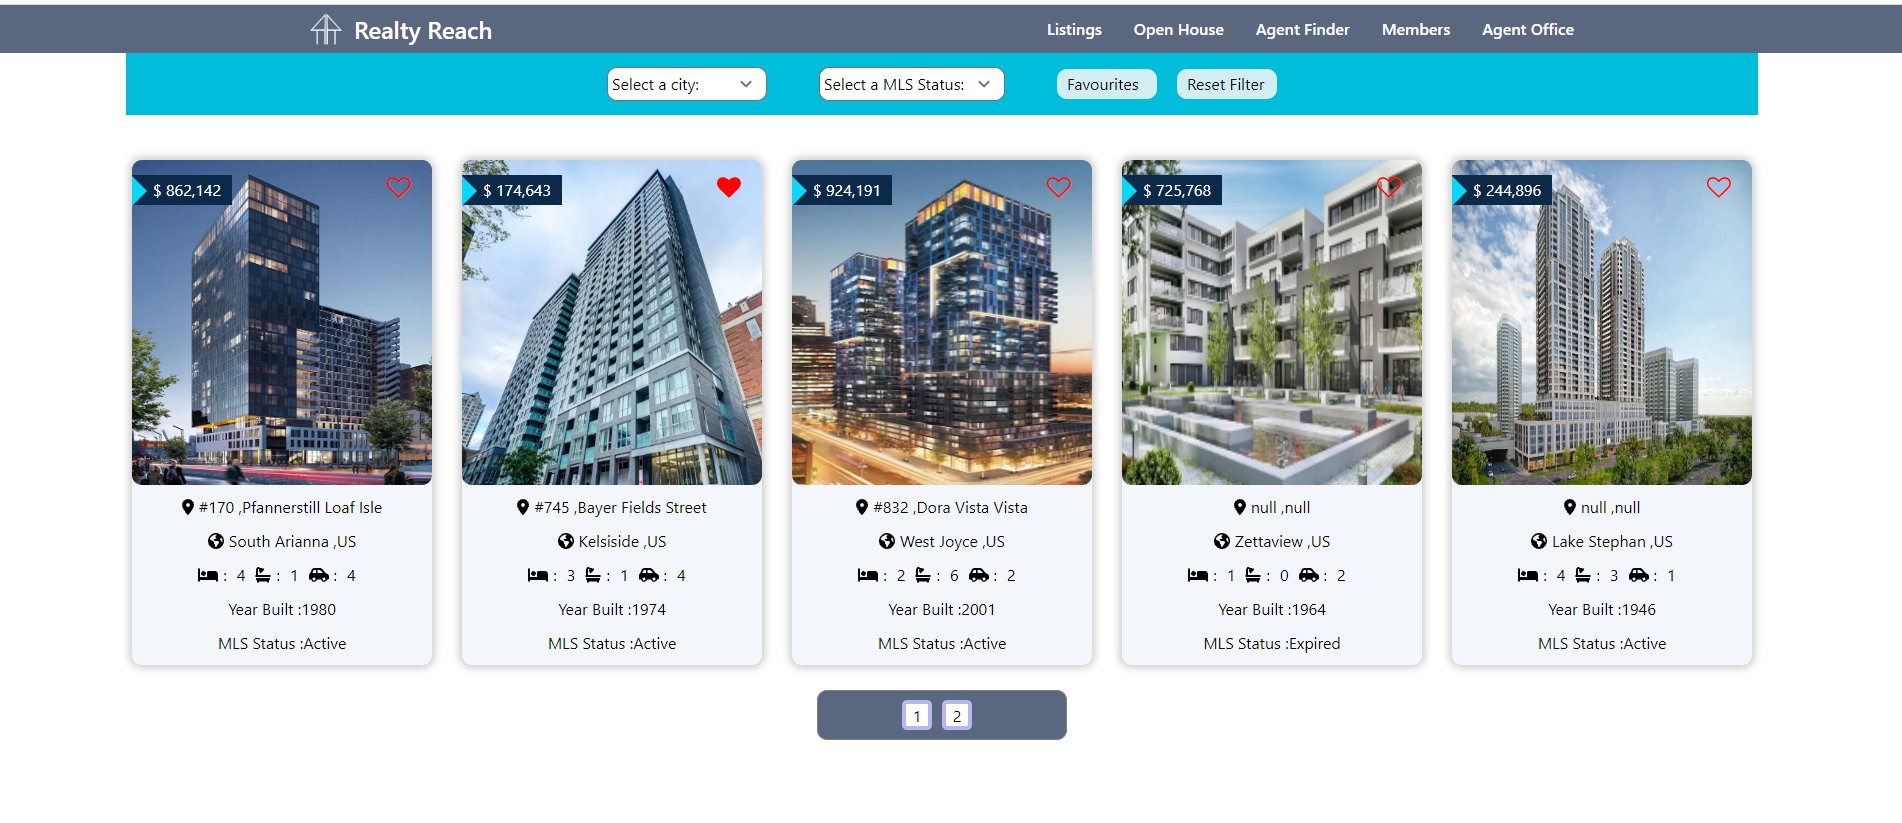 Realty Reach
Listings
Open House
Agent Finder
Members
Agent Office
Select a city:
Select a MLS Status:
Favourites
Reset Filter
$ 862,142
#170 ,Pfannerstill Loaf Isle
South Arianna ,US
: 4 : 1 : 4
Year Built :1980
MLS Status :Active
$ 174,643
#745 ,Bayer Fields Street
Kelsiside ,US
: 3 : 1 : 4
Year Built :1974
MLS Status :Active
$ 924,191
#832 ,Dora Vista Vista
West Joyce ,US
: 2 : 6 : 2
Year Built :2001
MLS Status :Active
$ 725,768
null ,null
Zettaview ,US
: 1 : 0 : 2
Year Built :1964
MLS Status :Expired
$ 244,896
null ,null
Lake Stephan ,US
: 4 : 3 : 1
Year Built :1946
MLS Status :Active
1 2